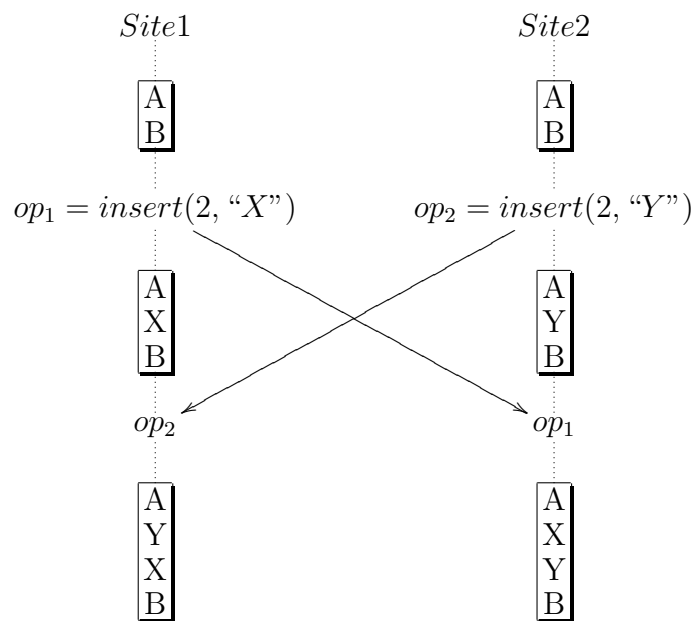 Site1 Site2
A A
B B
op₁ = insert(2, “X”) op₂ = insert(2, “Y”)
A A
X Y
B B
op₂ op₁
A A
Y X
X Y
B B